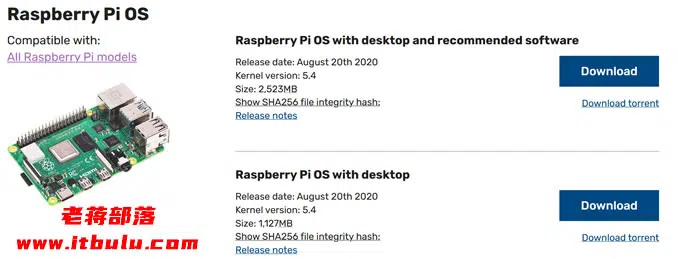 Raspberry Pi OS
Compatible with:
All Raspberry Pi models
Raspberry Pi OS with desktop and recommended software
Release date: August 20th 2020
Kernel version: 5.4
Size: 2,523MB
Show SHA256 file integrity hash:
Release notes
Download
Download torrent
Raspberry Pi OS with desktop
Release date: August 20th 2020
Kernel version: 5.4
Size: 1,127MB
Show SHA256 file integrity hash:
Release notes
Download
Download torrent
HDMI
老蒋部落
www.itbulu.com